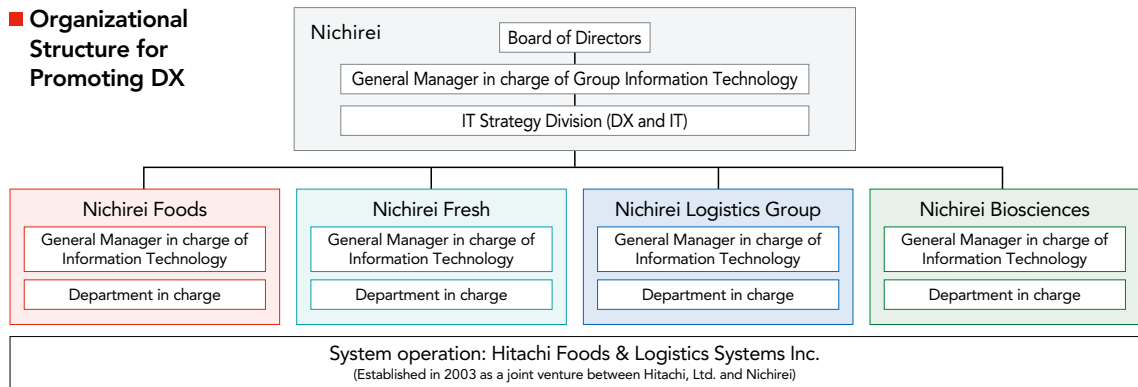 Organizational
Structure for
Promoting DX
Nichirei
Board of Directors
General Manager in charge of Group Information Technology
IT Strategy Division (DX and IT)
Nichirei Foods
General Manager in charge of
Information Technology
Department in charge
Nichirei Fresh
General Manager in charge of
Information Technology
Department in charge
Nichirei Logistics Group
General Manager in charge of
Information Technology
Department in charge
Nichirei Biosciences
General Manager in charge of
Information Technology
Department in charge
System operation: Hitachi Foods & Logistics Systems Inc.
(Established in 2003 as a joint venture between Hitachi, Ltd. and Nichirei)